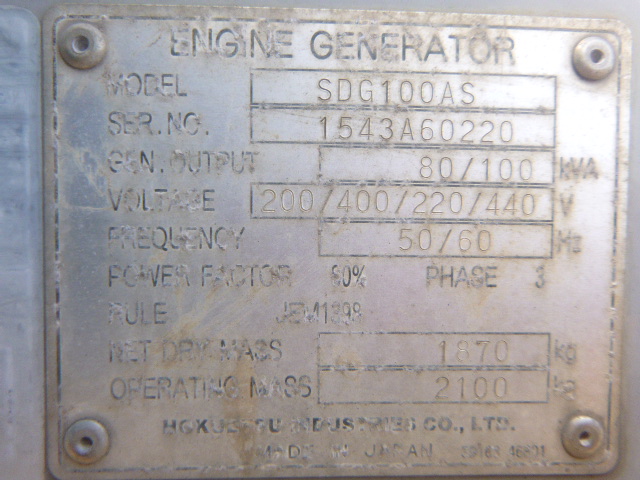 ENGINE GENERATOR
MODEL SDG100AS
SER.NO. 1543A60220
GEN.OUTPUT 80/100 kVA
VOLTAGE 200/400/220/440 V
FREQUENCY 50/60 Hz
POWER FACTOR 80% PHASE 3
RULE JEM1398
NET DRY MASS 1870 kg
OPERATING MASS 2100 kg
INDUSTRIES CO., LTD.
MADE IN JAPAN